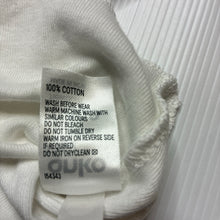 100% COTTON
WASH BEFORE WEAR
WARM MACHINE WASH WITH
SIMILAR COLOURS
DO NOT BLEACH
DO NOT TUMBLE DRY
WARM IRON ON REVERSE SIDE
IF REQUIRED
DO NOT DRYCLEAN
anko
154343